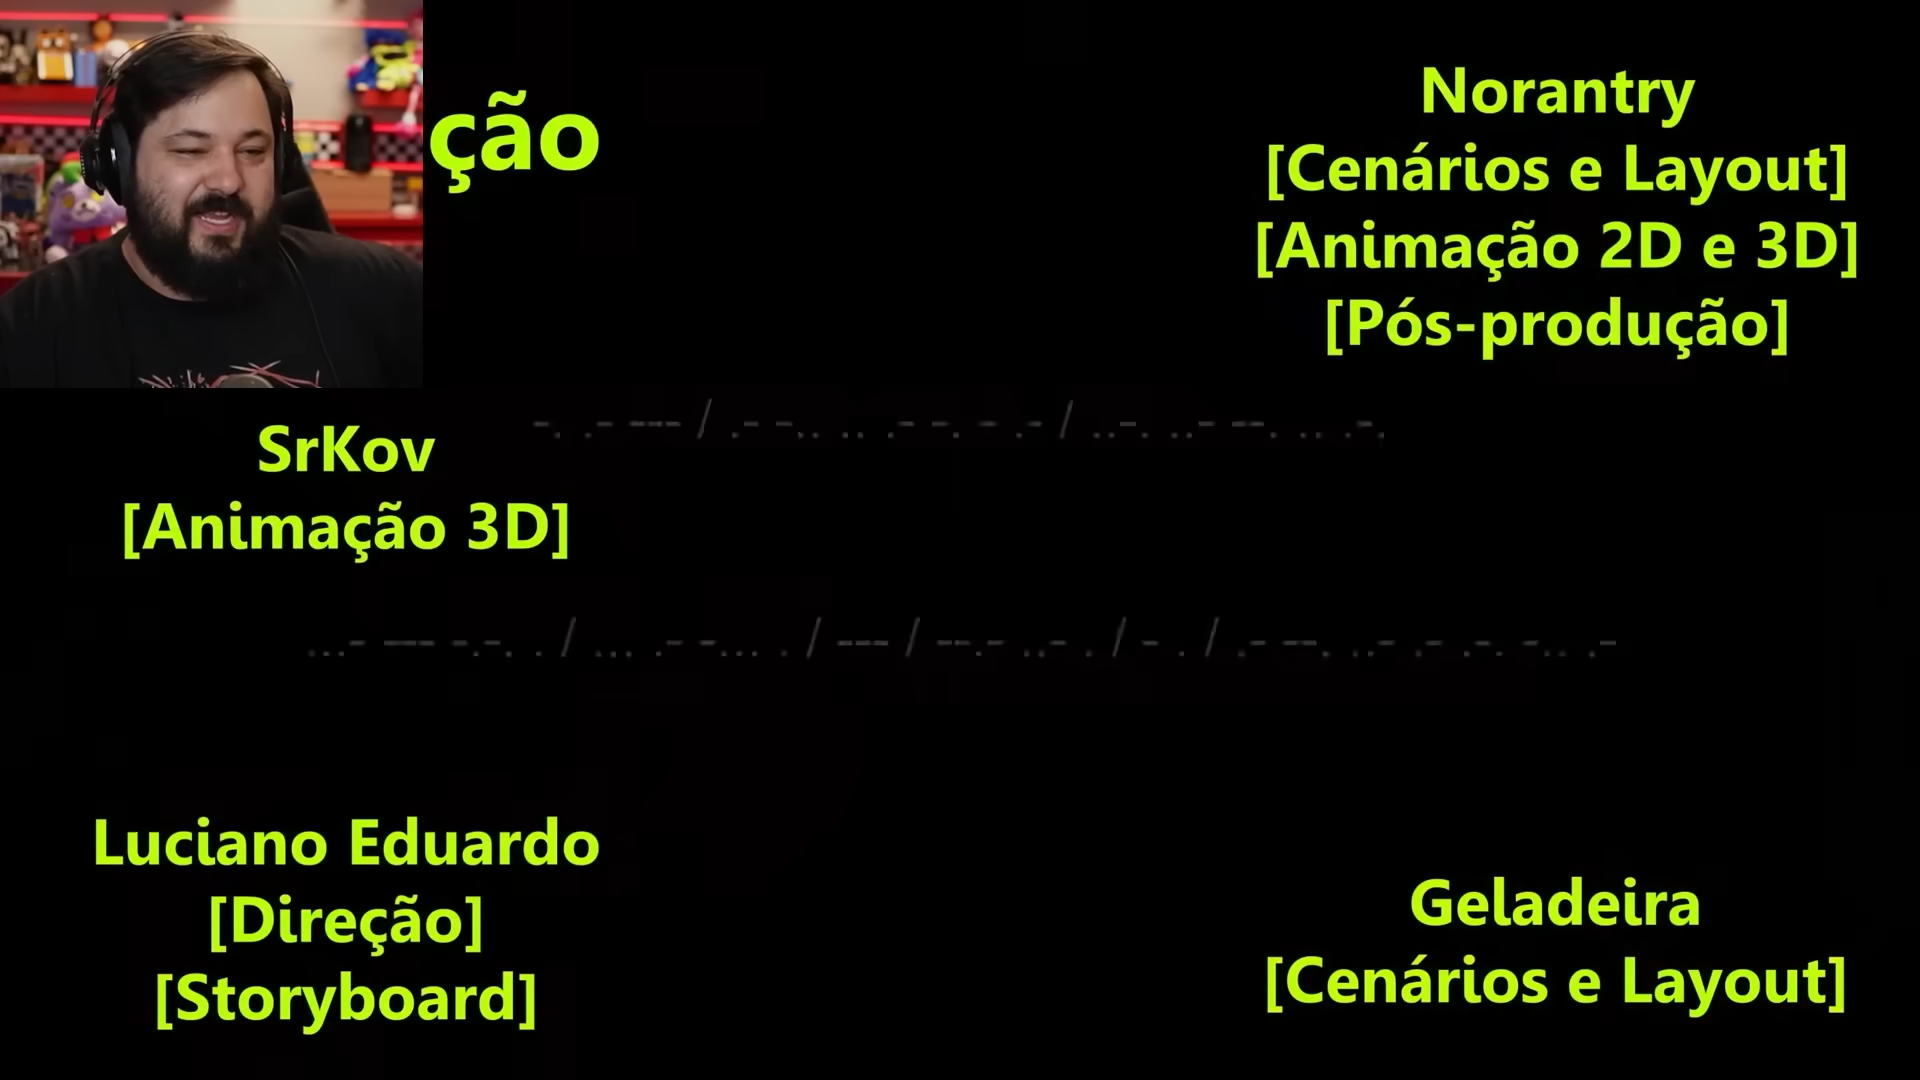 ção
Norantry
[Cenários e Layout]
[Animação 2D e 3D]
[Pós-produção]
-. .- --- / .- -.. .. .- -. - .- / ..-. ..- --. .. .-.
SrKov
[Animação 3D]
...- --- -.-. . / ... .- -... . / --- / --.- ..- . / - . / .- --. ..- .- .-. -.. .-
Luciano Eduardo
[Direção]
[Storyboard]
Geladeira
[Cenários e Layout]